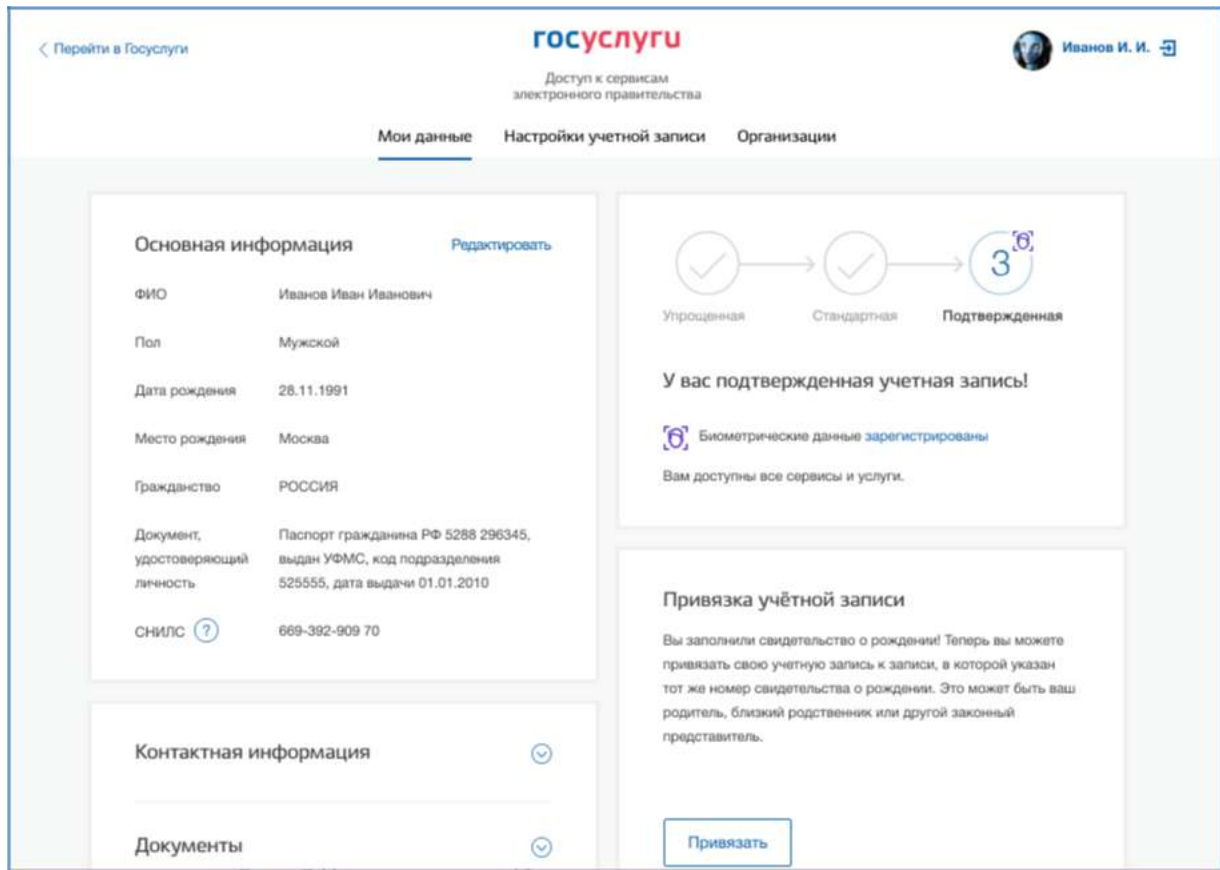 Перейти в Госуслуги
госуслуги
Иванов И. И.
Доступ к сервисам
электронного правительства
Мои данные
Настройки учетной записи
Организации
Основная информация
Редактировать
ФИО
Иванов Иван Иванович
Пол
Мужской
Дата рождения
28.11.1991
Место рождения
Москва
Гражданство
РОССИЯ
Документ,
удостоверяющий
личность
Паспорт гражданина РФ 5288 296345,
выдан УФМС, код подразделения
525555, дата выдачи 01.01.2010
СНИЛС ?
669-392-909 70
Контактная информация
Документы
3
Упрощенная
Стандартная
Подтвержденная
У вас подтвержденная учетная запись!
Биометрические данные зарегистрированы
Вам доступны все сервисы и услуги.
Привязка учётной записи
Вы заполнили свидетельство о рождении! Теперь вы можете
привязать свою учетную запись к записи, в которой указан
тот же номер свидетельства о рождении. Это может быть ваш
родитель, близкий родственник или другой законный
представитель.
Привязать